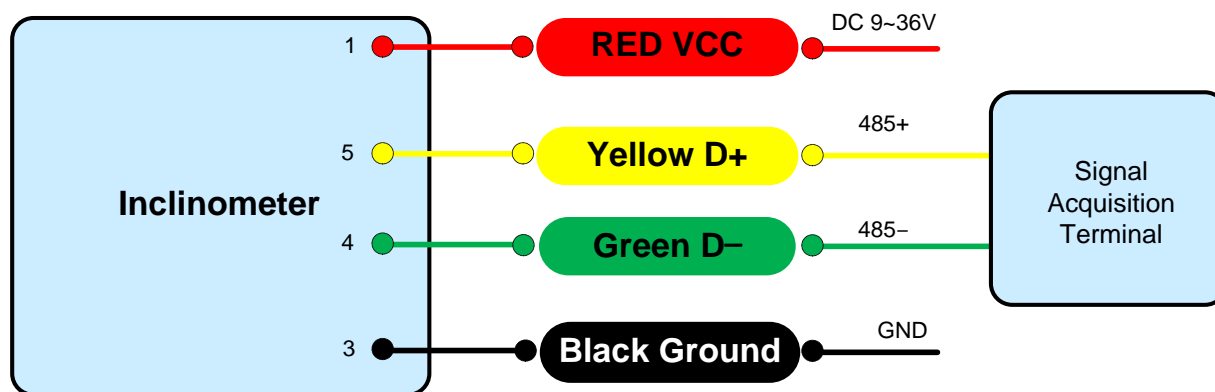 1
RED VCC
DC 9~36V
5
Yellow D+
485+
Inclinometer
Signal
Acquisition
Terminal
4
Green D−
485−
3
Black Ground
GND